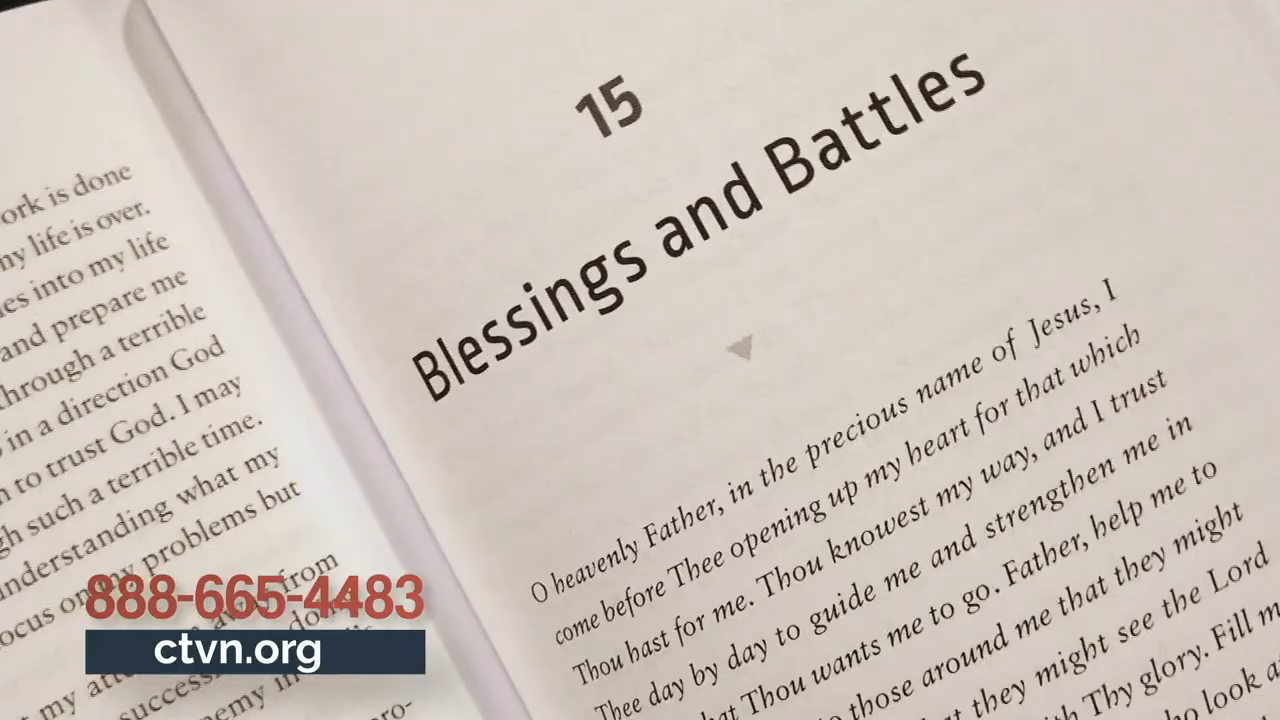 ork is done
my life is over.
es into my life
and prepare me
through a terrible
in a direction God
to trust God. I may
such a terrible time.
understanding what my
my problems but
from
15
Blessings and Battles
O heavenly Father, in the precious name of Jesus, I
come before Thee opening up my heart for that which
Thou hast for me. Thou knowest my way, and I trust
Thee day by day to guide me and strengthen me in
Thou wants me to go. Father, help me to
those around me that they might
they might see the Lord
Thy glory. Fill
look
888-665-4483
ctvn.org